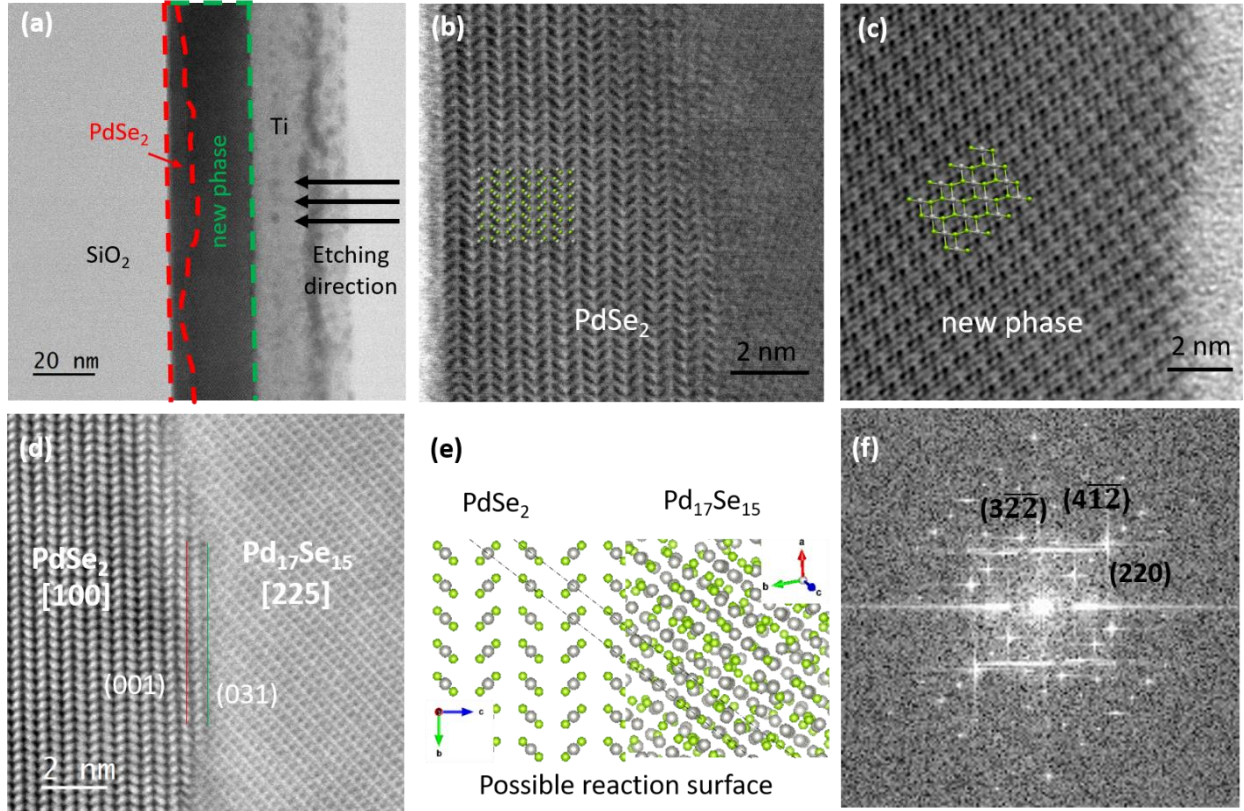 (a)
PdSe₂
new phase
Ti
SiO₂
Etching
direction
20 nm
(b)
PdSe₂
2 nm
(c)
new phase
2 nm
(d)
PdSe₂
[100]
Pd₁₇Se₁₅
[225]
(001)
(031)
2 nm
(e)
PdSe₂
Pd₁₇Se₁₅
a
b
c
c
b
Possible reaction surface
(f)
(32̅2̅)
(41̅2̅)
(220)